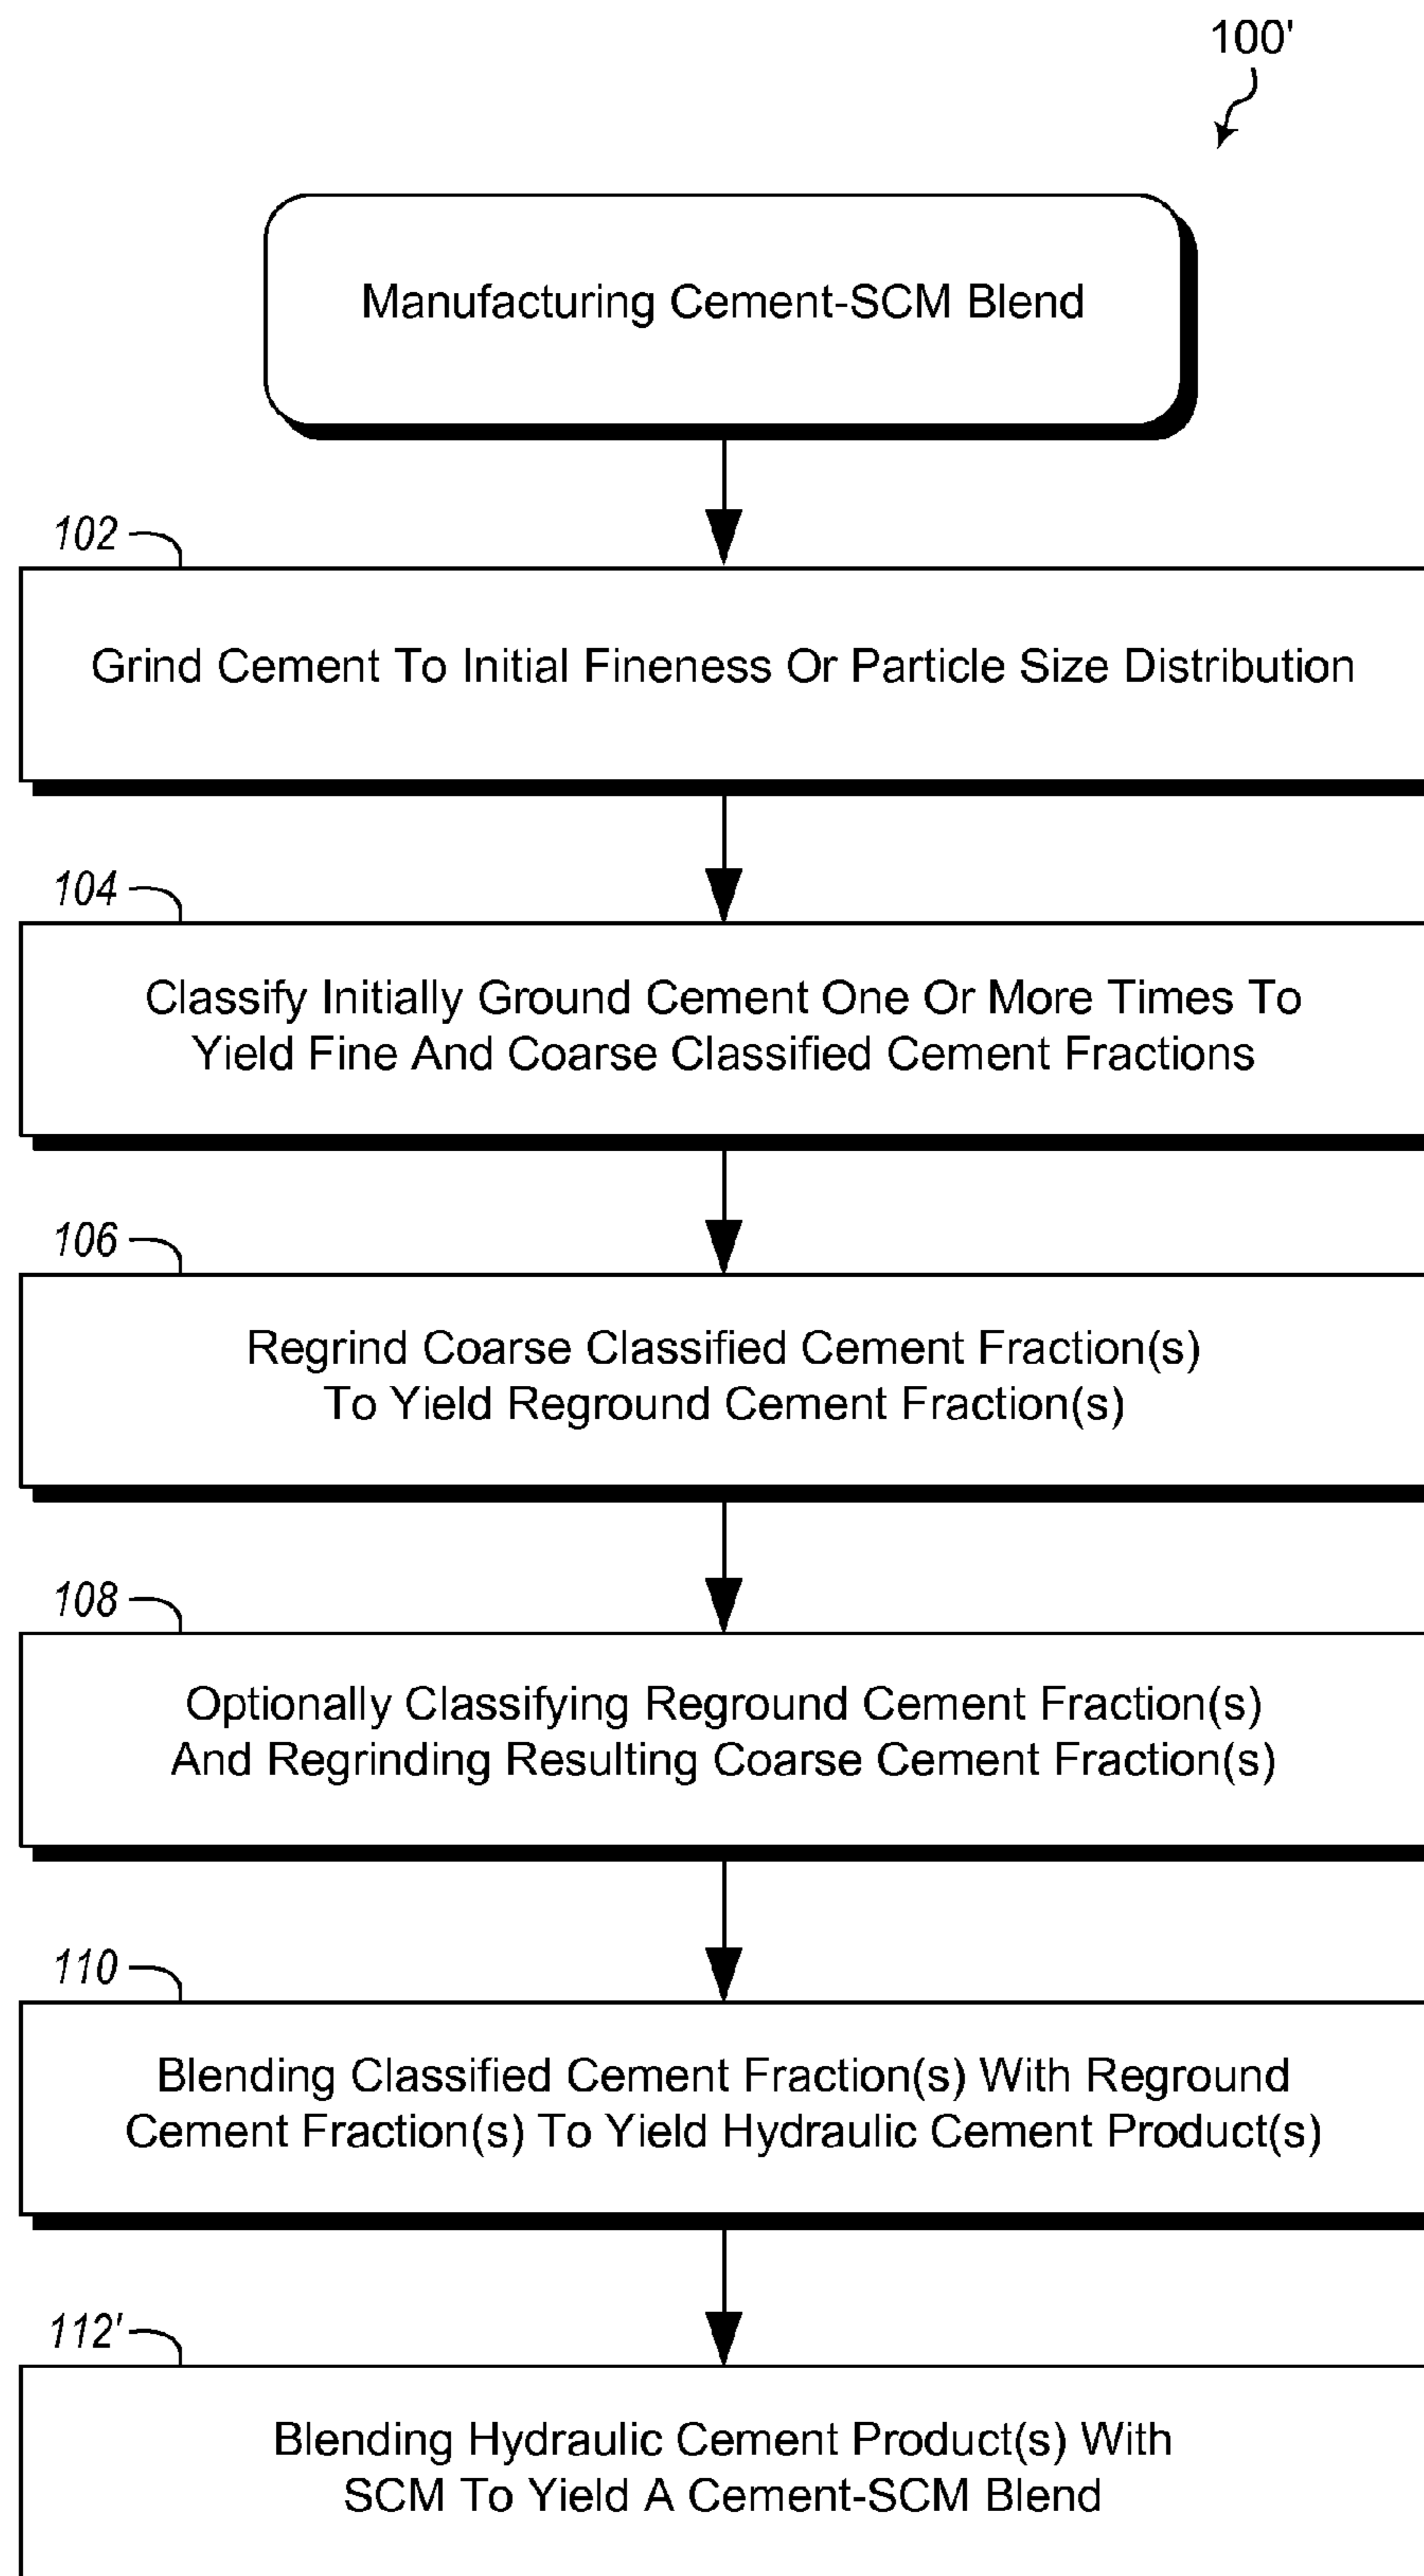 100'
Manufacturing Cement-SCM Blend
102
Grind Cement To Initial Fineness Or Particle Size Distribution
104
Classify Initially Ground Cement One Or More Times To
Yield Fine And Coarse Classified Cement Fractions
106
Regrind Coarse Classified Cement Fraction(s)
To Yield Reground Cement Fraction(s)
108
Optionally Classifying Reground Cement Fraction(s)
And Regrinding Resulting Coarse Cement Fraction(s)
110
Blending Classified Cement Fraction(s) With Reground
Cement Fraction(s) To Yield Hydraulic Cement Product(s)
112'
Blending Hydraulic Cement Product(s) With
SCM To Yield A Cement-SCM Blend